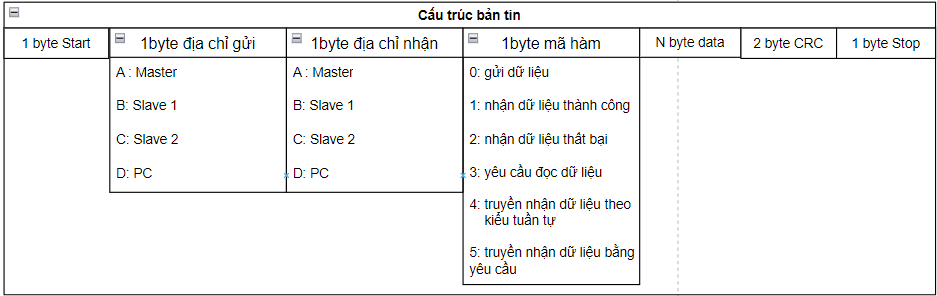 Cấu trúc bản tin
1 byte Start
1byte địa chỉ gửi
1byte địa chỉ nhận
1byte mã hàm
N byte data
2 byte CRC
1 byte Stop
A : Master
B: Slave 1
C: Slave 2
D: PC
A : Master
B: Slave 1
C: Slave 2
D: PC
0: gửi dữ liệu
1: nhận dữ liệu thành công
2: nhận dữ liệu thất bại
3: yêu cầu đọc dữ liệu
4: truyền nhận dữ liệu theo
kiểu tuần tự
5: truyền nhận dữ liệu bằng
yêu cầu